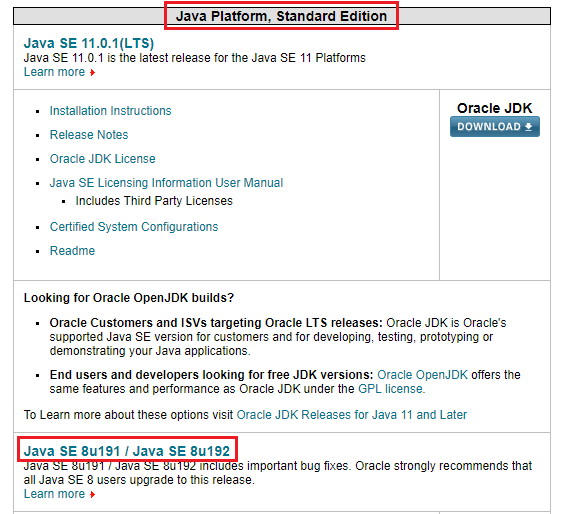 Java Platform, Standard Edition
Java SE 11.0.1(LTS)
Java SE 11.0.1 is the latest release for the Java SE 11 Platforms
Learn more
Installation Instructions
Release Notes
Oracle JDK License
Java SE Licensing Information User Manual
Includes Third Party Licenses
Certified System Configurations
Readme
Oracle JDK
DOWNLOAD
Looking for Oracle OpenJDK builds?
Oracle Customers and ISVs targeting Oracle LTS releases: Oracle JDK is Oracle's
supported Java SE version for customers and for developing, testing, prototyping or
demonstrating your Java applications.
End users and developers looking for free JDK versions: Oracle OpenJDK offers the
same features and performance as Oracle JDK under the GPL license.
To Learn more about these options visit Oracle JDK Releases for Java 11 and Later
Java SE 8u191 / Java SE 8u192
Java SE 8u191 / Java SE 8u192 includes important bug fixes. Oracle strongly recommends that
all Java SE 8 users upgrade to this release.
Learn more